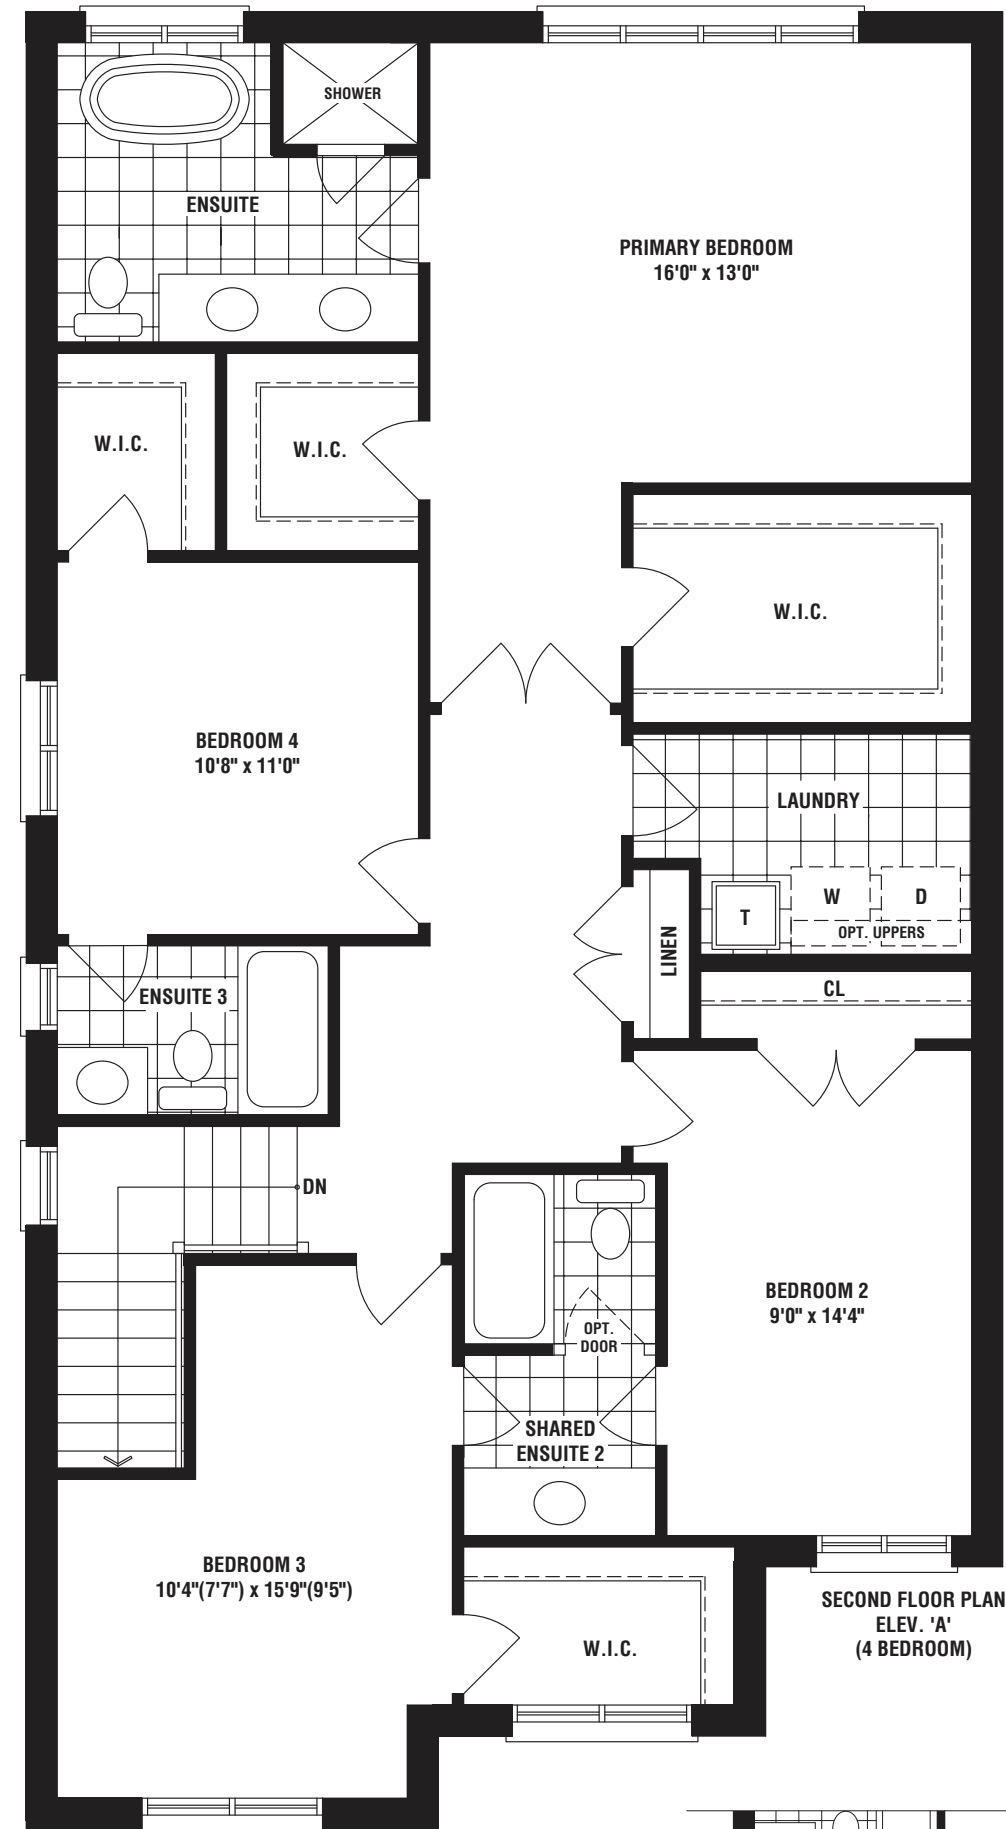 SHOWER
ENSUITE
PRIMARY BEDROOM
16'0" x 13'0"
W.I.C.
W.I.C.
W.I.C.
BEDROOM 4
10'8" x 11'0"
LAUNDRY
T
W
D
OPT. UPPERS
LINEN
CL
ENSUITE 3
DN
BEDROOM 2
9'0" x 14'4"
OPT.
DOOR
SHARED
ENSUITE 2
BEDROOM 3
10'4"(7'7") x 15'9"(9'5")
W.I.C.
SECOND FLOOR PLAN
ELEV. 'A'
(4 BEDROOM)